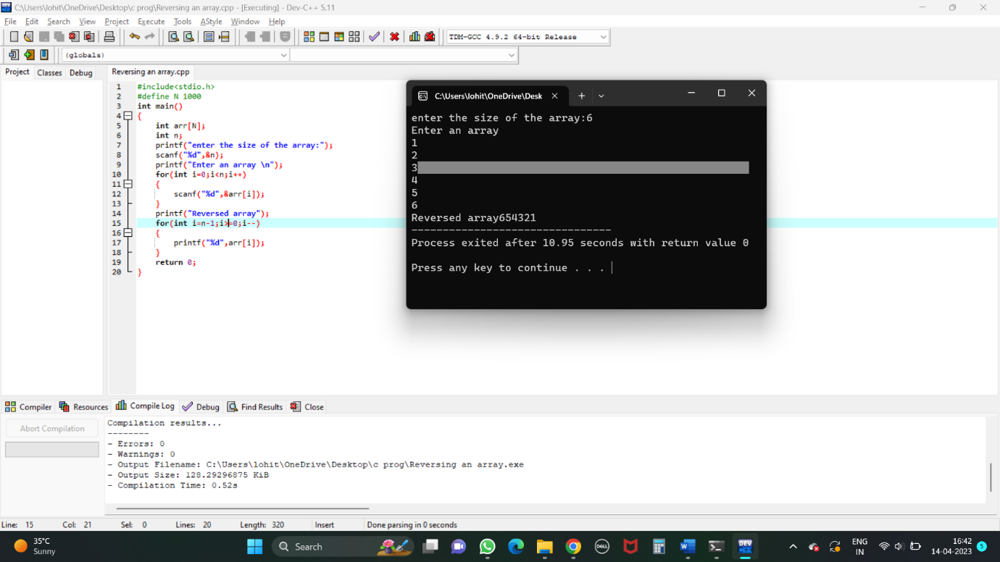 C:\Users\lohit\OneDrive\Desktop\c prog\Reversing an array.cpp - [Executing] - Dev-C++ 5.11
File Edit Search View Project Execute Tools AStyle Window Help
TDM-GCC 4.9.2 64-bit Release
(globals)
Project Classes Debug
Reversing an array.cpp
1 #include<stdio.h>
2 #define N 1000
3 int main()
4 {
5 int arr[N];
6 int n;
7 printf("enter the size of the array:");
8 scanf("%d",&n);
9 printf("Enter an array \n");
10 for(int i=0;i<n;i++)
11 {
12 scanf("%d",&arr[i]);
13 }
14 printf("Reversed array");
15 for(int i=n-1;i>=0;i--)
16 {
17 printf("%d",arr[i]);
18 }
19 return 0;
20 }
C:\Users\lohit\OneDrive\Desk
enter the size of the array:6
Enter an array
1
2
3
4
5
6
Reversed array654321
--------------------------------
Process exited after 10.95 seconds with return value 0
Press any key to continue . . .
Compiler Resources Compile Log Debug Find Results Close
Abort Compilation
Compilation results...
--------
- Errors: 0
- Warnings: 0
- Output Filename: C:\Users\lohit\OneDrive\Desktop\c prog\Reversing an array.exe
- Output Size: 128.29296875 KiB
- Compilation Time: 0.52s
Line: 15 Col: 21 Sel: 0 Lines: 20 Length: 320 Insert Done parsing in 0 seconds
35°C
Sunny
Search
DELL
W
DEV
C++
ENG
IN
16:42
14-04-2023
5